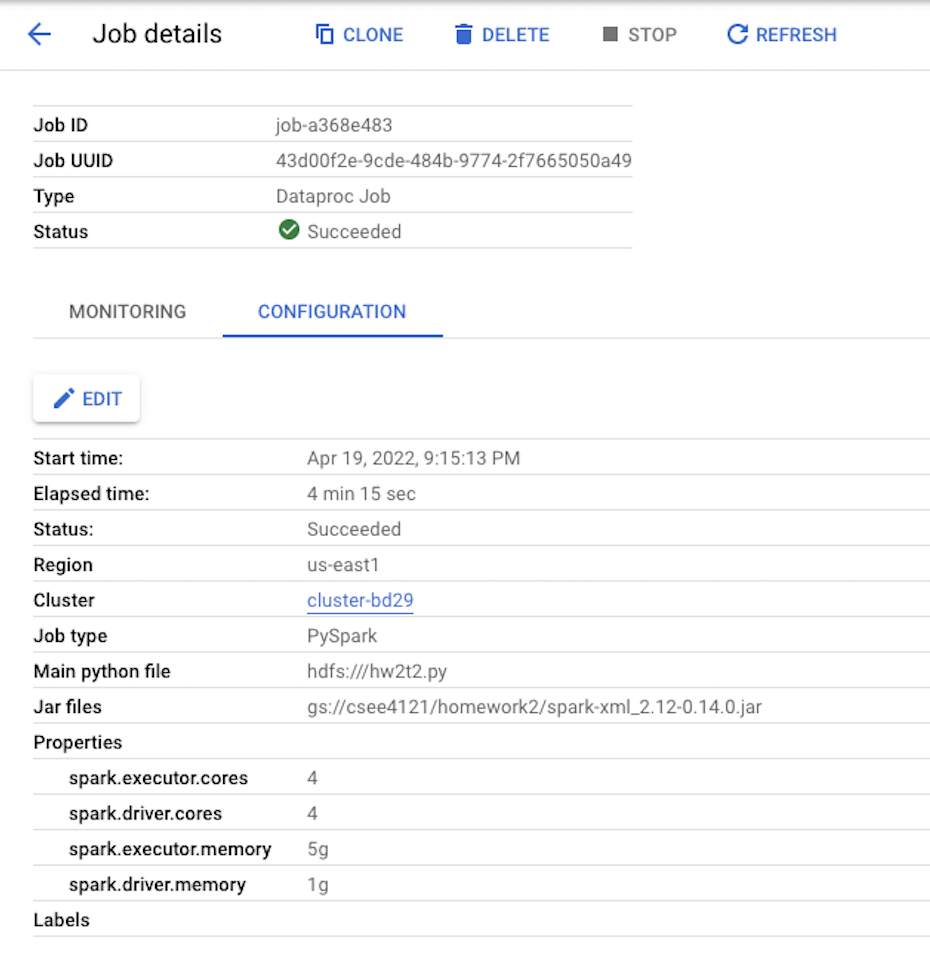 Job details CLONE DELETE STOP REFRESH
Job ID job-a368e483
Job UUID 43d00f2e-9cde-484b-9774-2f7665050a49
Type Dataproc Job
Status Succeeded
MONITORING CONFIGURATION
EDIT
Start time: Apr 19, 2022, 9:15:13 PM
Elapsed time: 4 min 15 sec
Status: Succeeded
Region us-east1
Cluster cluster-bd29
Job type PySpark
Main python file hdfs:///hw2t2.py
Jar files gs://csee4121/homework2/spark-xml_2.12-0.14.0.jar
Properties
spark.executor.cores 4
spark.driver.cores 4
spark.executor.memory 5g
spark.driver.memory 1g
Labels